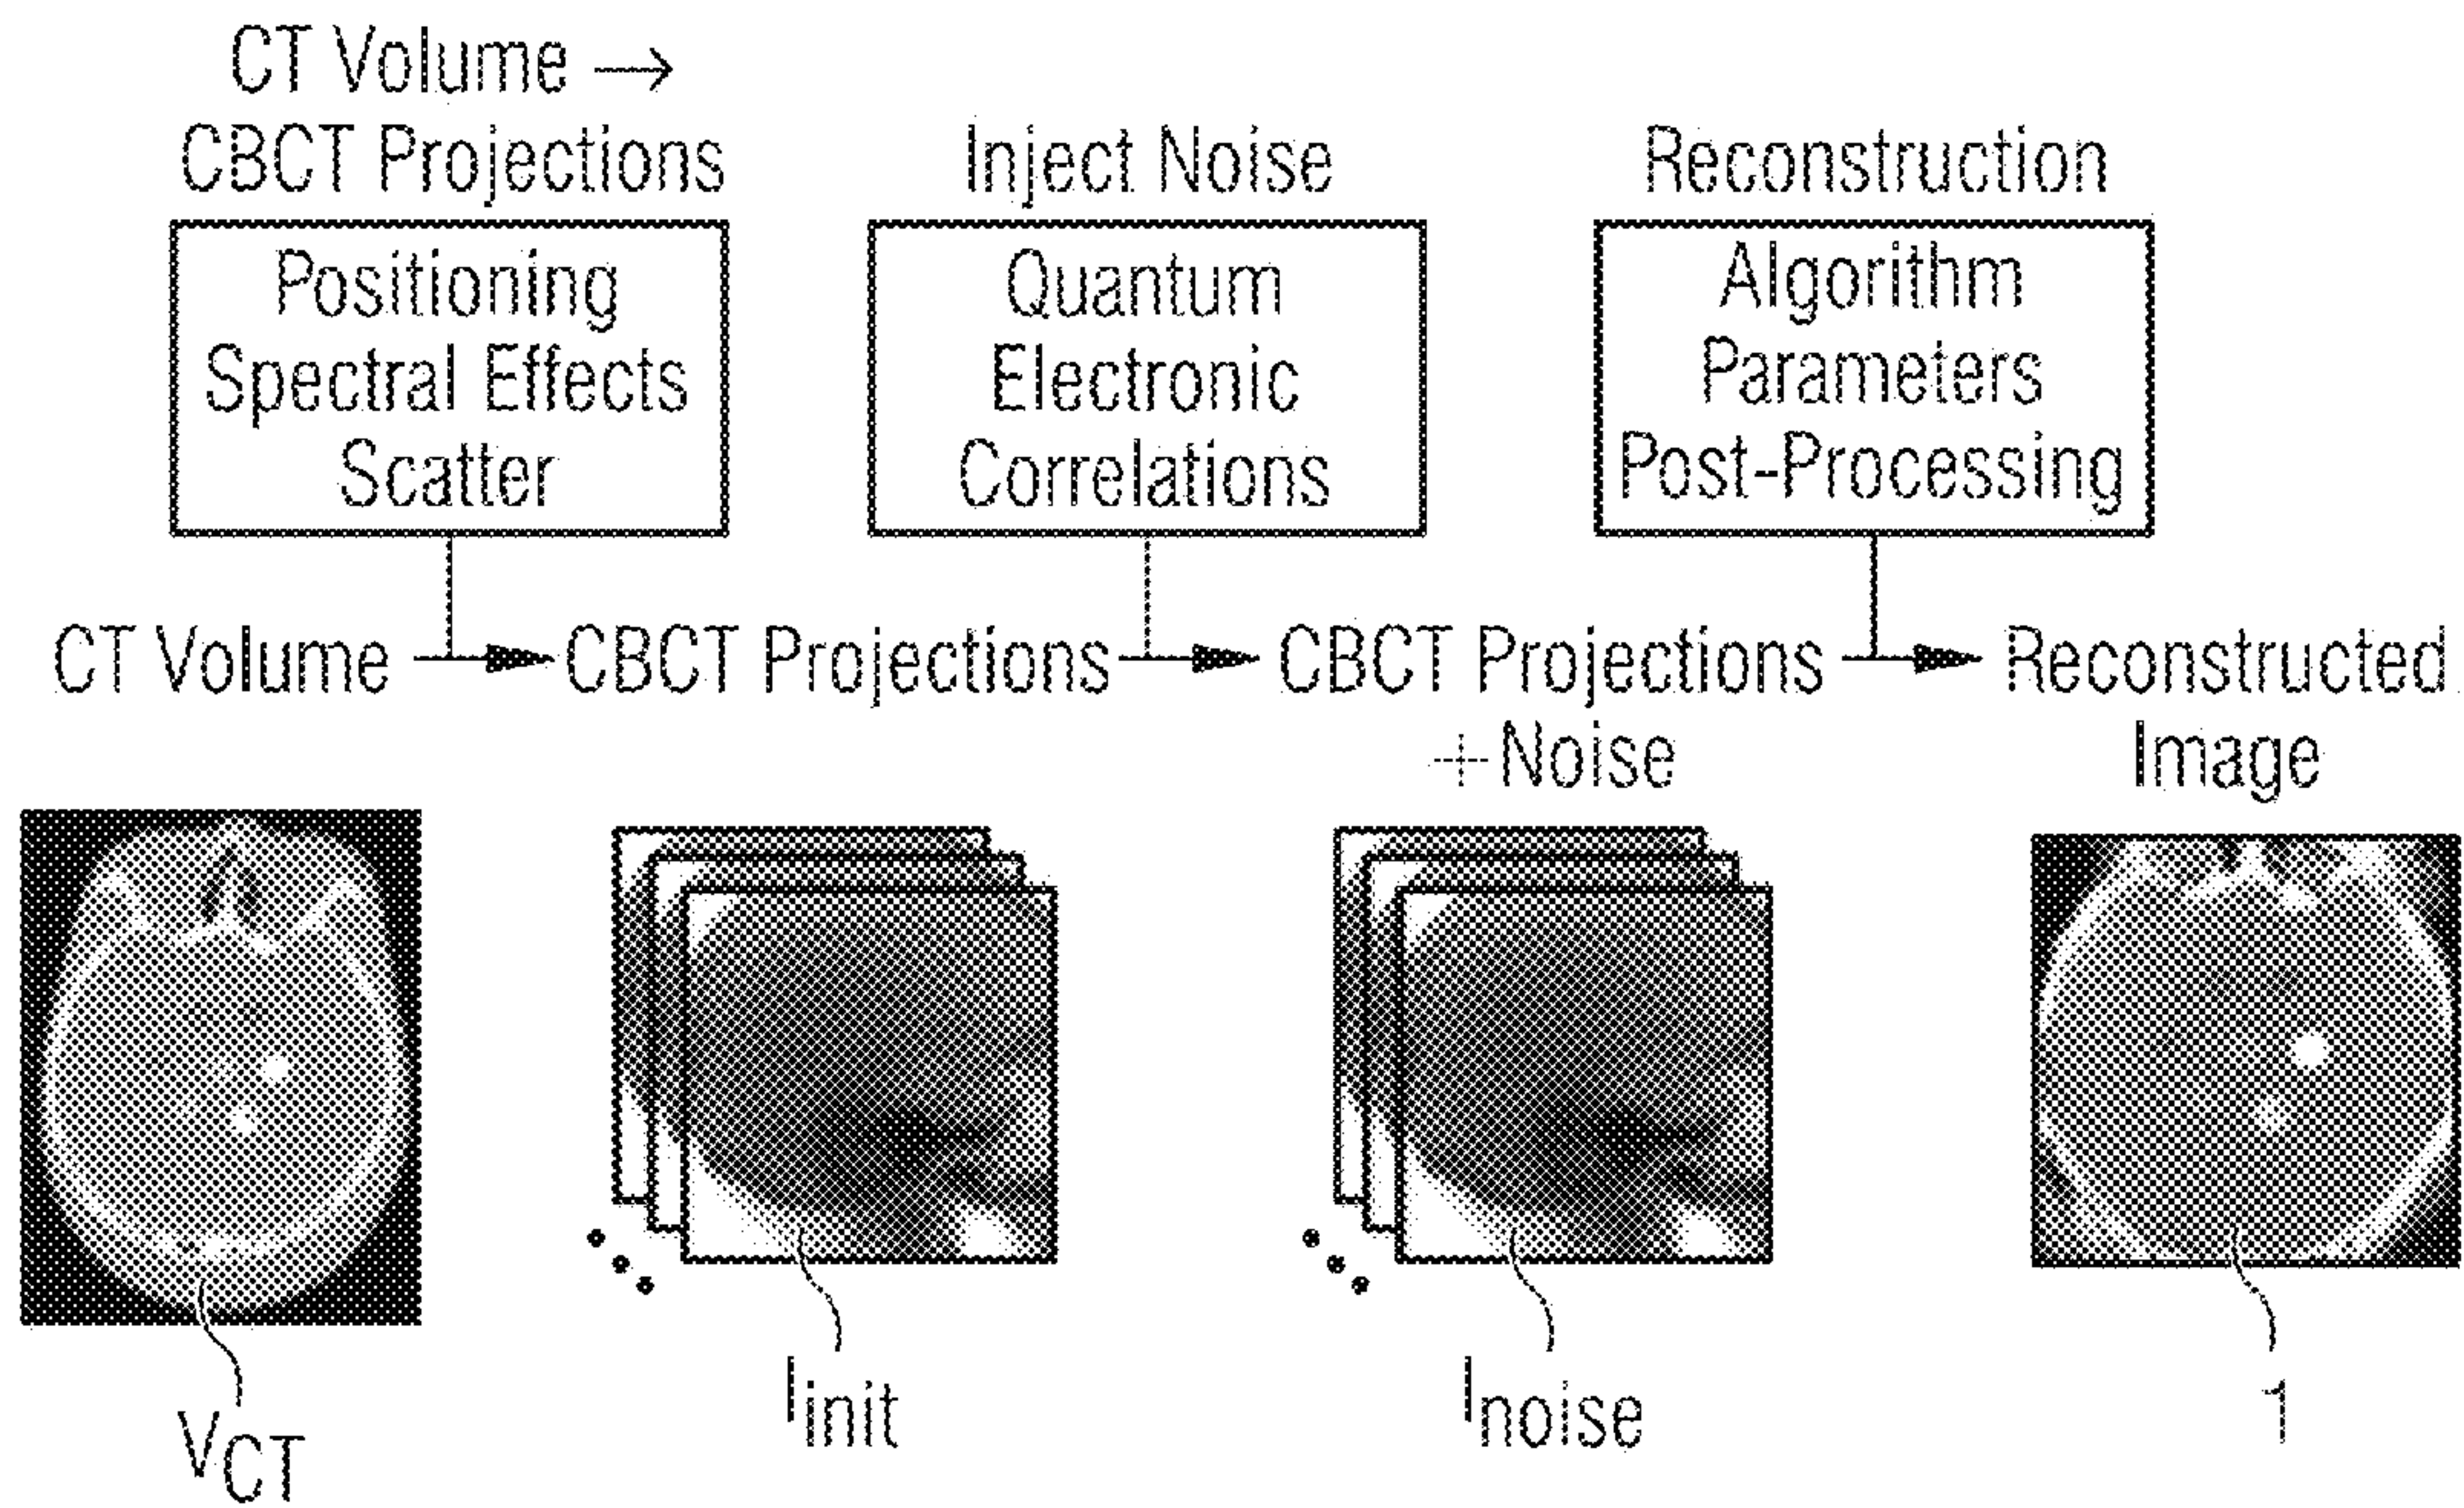 CT Volume →
CBCT Projections
Positioning
Spectral Effects
Scatter
Inject Noise
Quantum
Electronic
Correlations
Reconstruction
Algorithm
Parameters
Post-Processing
CT Volume
CBCT Projections
CBCT Projections
+Noise
Reconstructed
Image
VCT
Iinit
Inoise
1